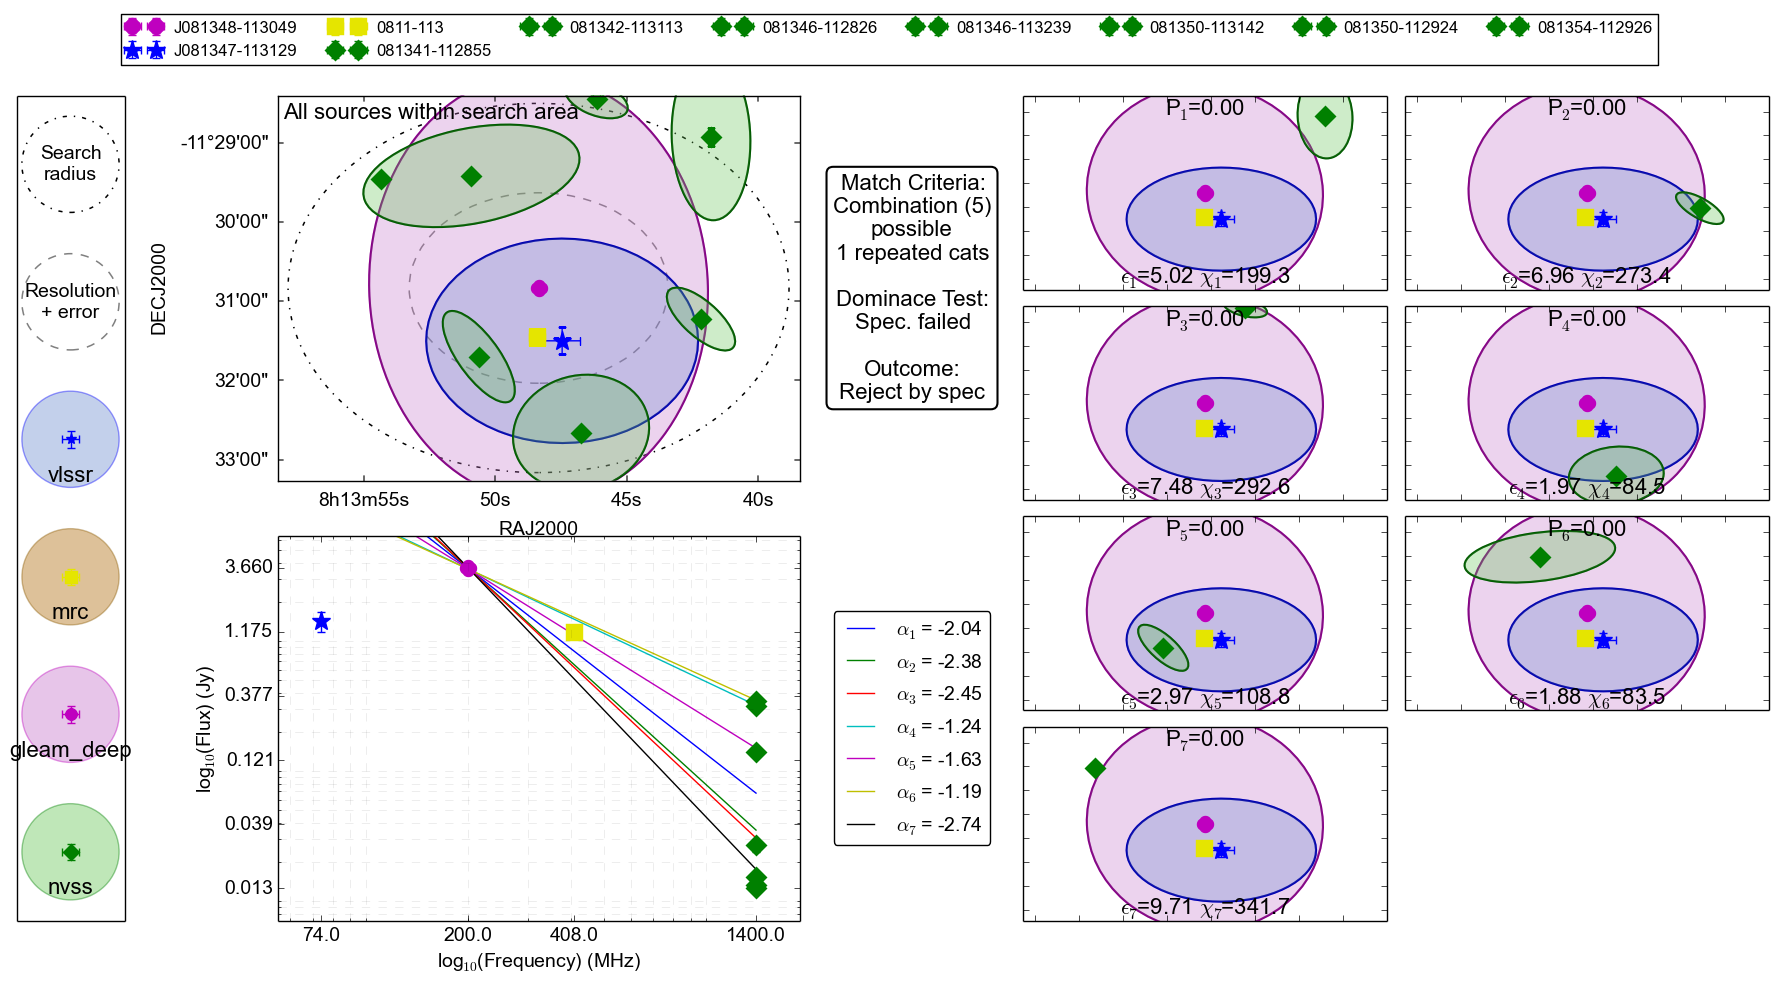 J081348-113049 0811-113 081342-113113 081346-112826 081346-113239 081350-113142 081350-112924 081354-112926
J081347-113129 081341-112855
Search
radius
Resolution
+ error
vlssr
mrc
gleam_deep
nvss
All sources within search area
DECJ2000
-11°29'00"
30'00"
31'00"
32'00"
33'00"
8h13m55s 50s 45s 40s
RAJ2000
Match Criteria:
Combination (5)
possible
1 repeated cats
Dominace Test:
Spec. failed
Outcome:
Reject by spec
log₁₀(Flux) (Jy)
3.660
1.175
0.377
0.121
0.039
0.013
74.0 200.0 408.0 1400.0
log₁₀(Frequency) (MHz)
α₁ = -2.04
α₂ = -2.38
α₃ = -2.45
α₄ = -1.24
α₅ = -1.63
α₆ = -1.19
α₇ = -2.74
P₁=0.00
ϵ₁=5.02 χ₁=199.3
P₂=0.00
ϵ₂=6.96 χ₂=273.4
P₃=0.00
ϵ₃=7.48 χ₃=292.6
P₄=0.00
ϵ₄=1.97 χ₄=84.5
P₅=0.00
ϵ₅=2.97 χ₅=108.8
P₆=0.00
ϵ₆=1.88 χ₆=83.5
P₇=0.00
ϵ₇=9.71 χ₇=341.7